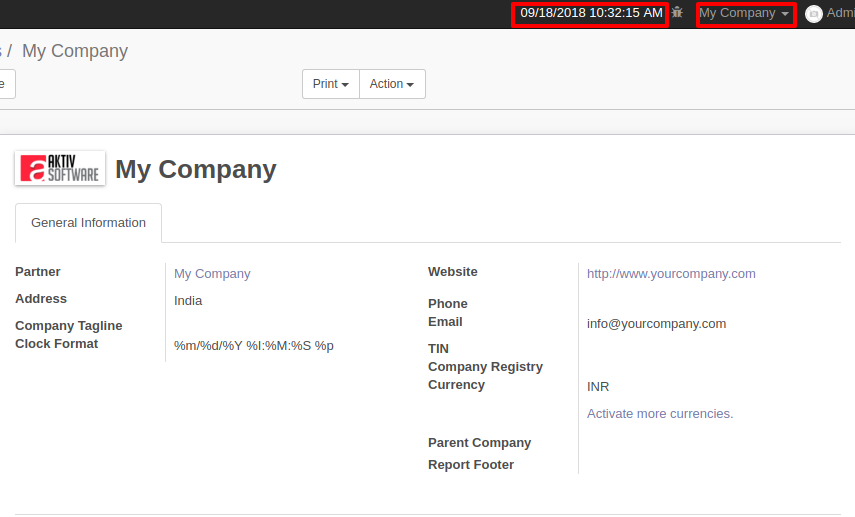 09/18/2018 10:32:15 AM My Company
s / My Company
e Print Action
AKTIV
SOFTWARE
My Company
General Information
Partner My Company
Address India
Company Tagline
Clock Format %m/%d/%Y %I:%M:%S %p
Website http://www.yourcompany.com
Phone
Email info@yourcompany.com
TIN
Company Registry
Currency INR
Activate more currencies.
Parent Company
Report Footer